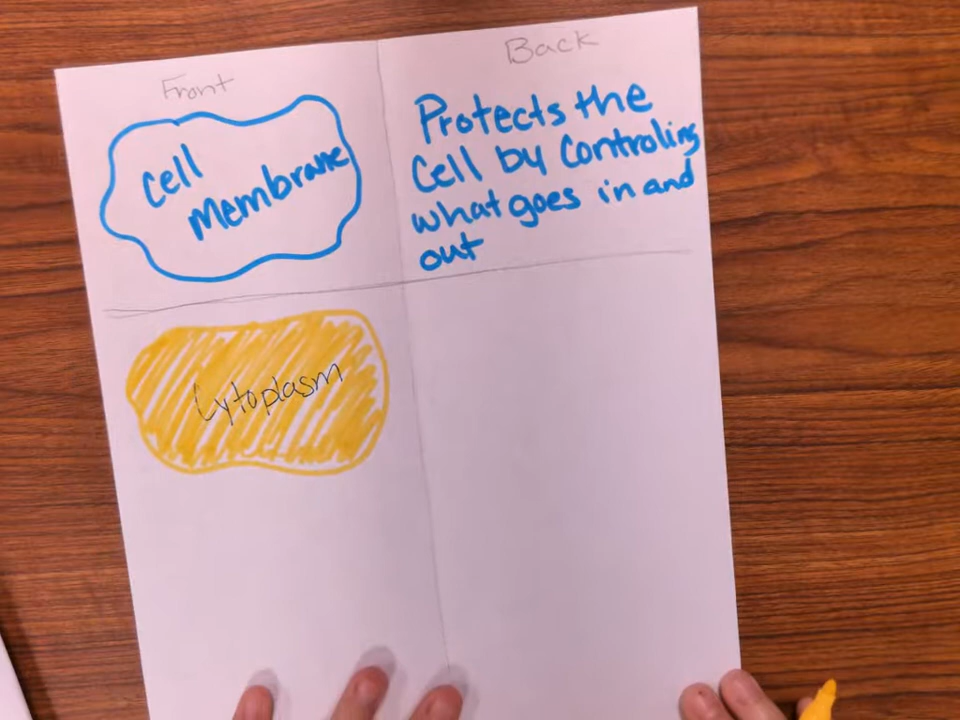 Front
Back
Cell
Membrane
Protects the
Cell by Controling
what goes in and
out
Cytoplasm